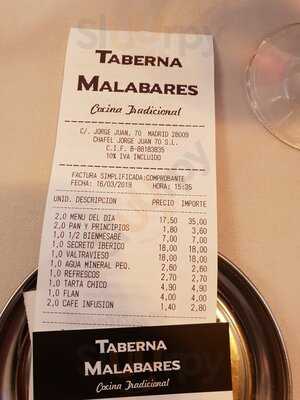 TABERNA
MALABARES
Cocina Tradicional
C/. JORGE JUAN, 70 MADRID 28009
CHAFEL JORGE JUAN 70 S.L.
C.I.F. B-88183835
10% IVA INCLUIDO
FACTURA SIMPLIFICADA:COMPROBANTE
FECHA: 16/03/2019 HORA: 15:35
UNID. DESCRIPCION PRECIO IMPORTE
2,0 MENU DEL DIA 17,50 35,00
2,0 PAN Y PRINCIPIOS 1,80 3,60
1,0 1/2 BIENMESABE 7,00 7,00
1,0 SECRETO IBERICO 18,00 18,00
1,0 VALTRAVIESO 18,00 18,00
1,0 AGUA MINERAL PEQ. 2,60 2,60
1,0 REFRESCOS 2,70 2,70
1,0 TARTA CHICO 4,90 4,90
1,0 FLAN 4,00 4,00
2,0 CAFE INFUSION 1,40 2,80
TABERNA
MALABARES
Cocina Tradicional